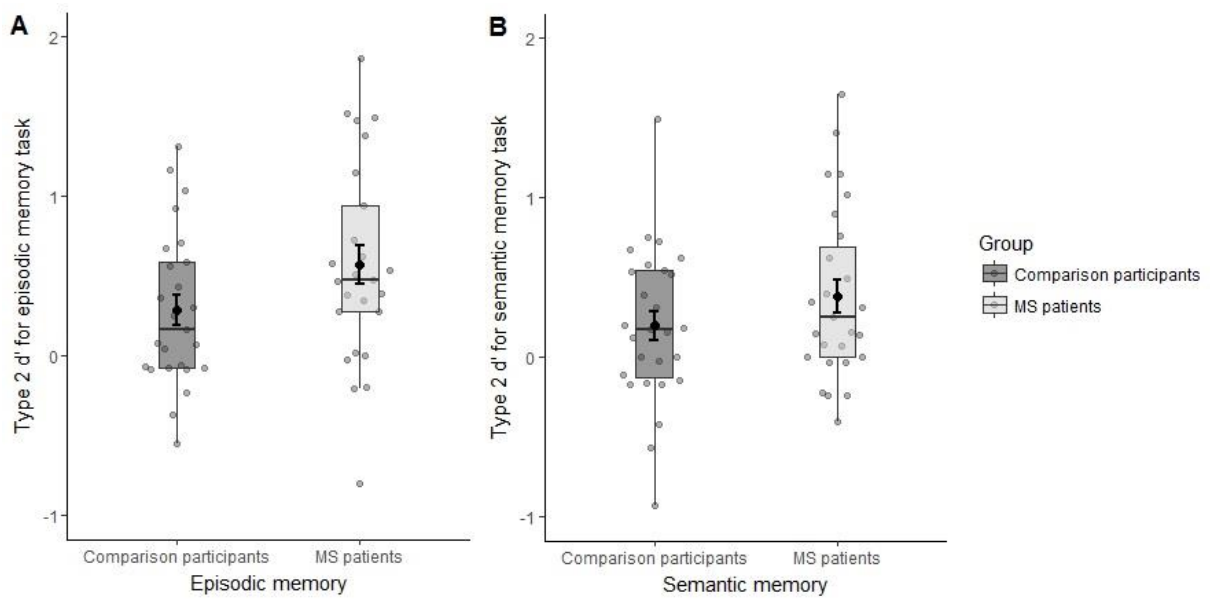 A
Type 2 d' for episodic memory task
2
1
0
-1
Comparison participants
MS patients
Episodic memory
B
Type 2 d' for semantic memory task
2
1
0
-1
Comparison participants
MS patients
Semantic memory
Group
Comparison participants
MS patients